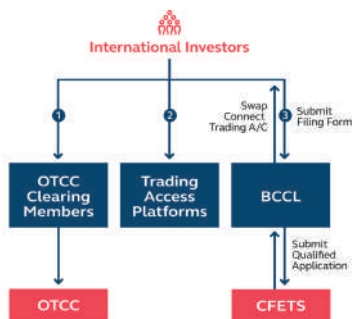 International Investors
Swap
Connect
Trading A/C
1
2
3
Submit
Filing Form
OTCC
Clearing
Members
Trading
Access
Platforms
BCCL
Submit
Qualified
Application
OTCC
CFETS